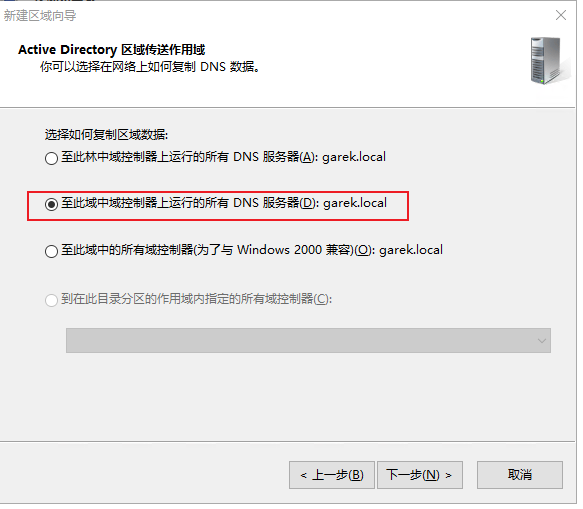 新建区域向导
Active Directory 区域传送作用域
你可以选择在网络上如何复制 DNS 数据。
选择如何复制区域数据:
至此林中域控制器上运行的所有 DNS 服务器(A): garek.local
至此域中域控制器上运行的所有 DNS 服务器(D): garek.local
至此域中的所有域控制器(为了与 Windows 2000 兼容)(O): garek.local
到在此目录分区的作用域内指定的所有域控制器(C):
< 上一步(B) 下一步(N) > 取消